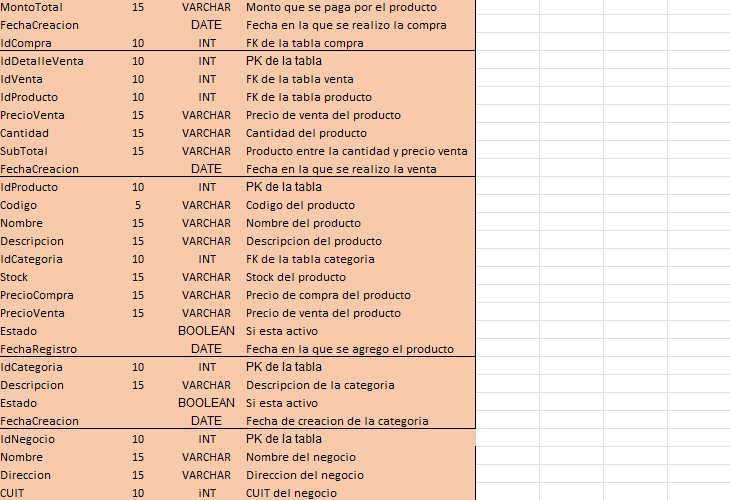 MontoTotal 15 VARCHAR Monto que se paga por el producto
FechaCreacion DATE Fecha en la que se realizo la compra
IdCompra 10 INT FK de la tabla compra
IdDetalleVenta 10 INT PK de la tabla
IdVenta 10 INT FK de la tabla venta
IdProducto 10 INT FK de la tabla producto
PrecioVenta 15 VARCHAR Precio de venta del producto
Cantidad 15 VARCHAR Cantidad del producto
SubTotal 15 VARCHAR Producto entre la cantidad y precio venta
FechaCreacion DATE Fecha en la que se realizo la venta
IdProducto 10 INT PK de la tabla
Codigo 5 VARCHAR Codigo del producto
Nombre 15 VARCHAR Nombre del producto
Descripcion 15 VARCHAR Descripcion del producto
IdCategoria 10 INT FK de la tabla categoria
Stock 15 VARCHAR Stock del producto
PrecioCompra 15 VARCHAR Precio de compra del producto
PrecioVenta 15 VARCHAR Precio de venta del producto
Estado BOOLEAN Si esta activo
FechaRegistro DATE Fecha en la que se agrego el producto
IdCategoria 10 INT PK de la tabla
Descripcion 15 VARCHAR Descripcion de la categoria
Estado BOOLEAN Si esta activo
FechaCreacion DATE Fecha de creacion de la categoria
IdNegocio 10 INT PK de la tabla
Nombre 15 VARCHAR Nombre del negocio
Direccion 15 VARCHAR Direccion del negocio
CUIT 10 iNT CUIT del negocio